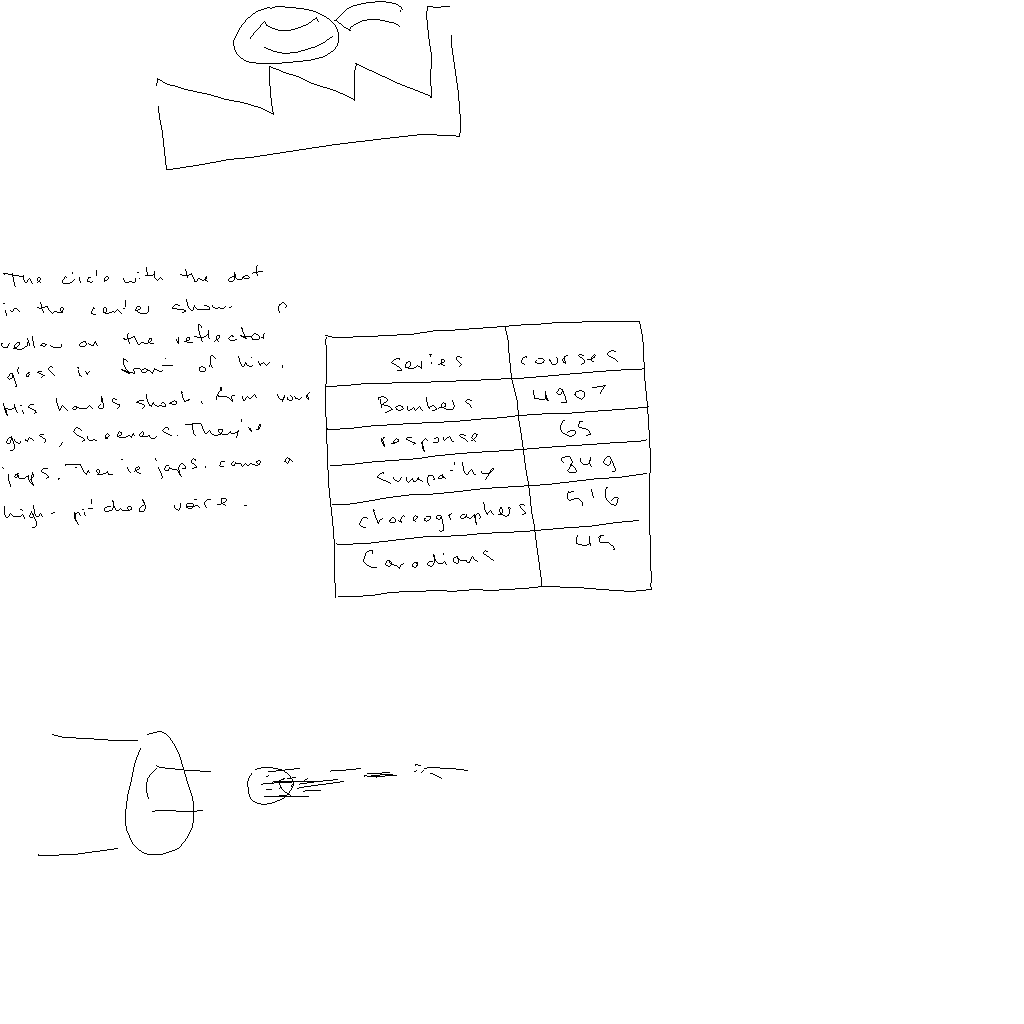 The circle with the dot
in the center shows a
yellow on the reflector
glass in front of him.
His hands shook. Arm your
guns, Sweeney. They're
japs. They're japs. came a
high-pitched voice.
series courses
Bombers 4907
response 65
sympathy 849
choreographers 516
Canadians 45